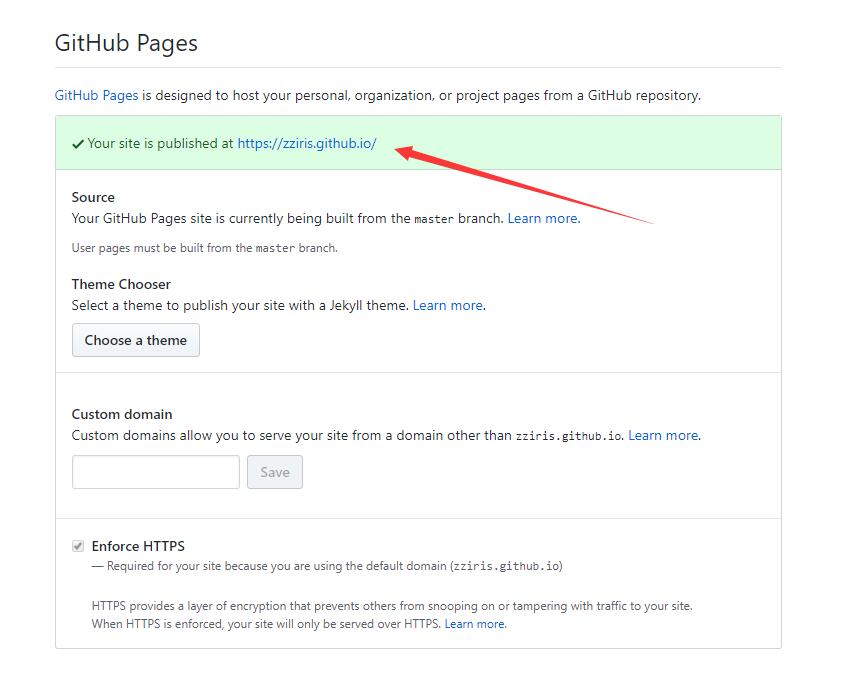 GitHub Pages
GitHub Pages is designed to host your personal, organization, or project pages from a GitHub repository.
Your site is published at https://zziris.github.io/
Source
Your GitHub Pages site is currently being built from the master branch. Learn more.
User pages must be built from the master branch.
Theme Chooser
Select a theme to publish your site with a Jekyll theme. Learn more.
Choose a theme
Custom domain
Custom domains allow you to serve your site from a domain other than zziris.github.io. Learn more.
Save
Enforce HTTPS
— Required for your site because you are using the default domain (zziris.github.io)
HTTPS provides a layer of encryption that prevents others from snooping on or tampering with traffic to your site.
When HTTPS is enforced, your site will only be served over HTTPS. Learn more.